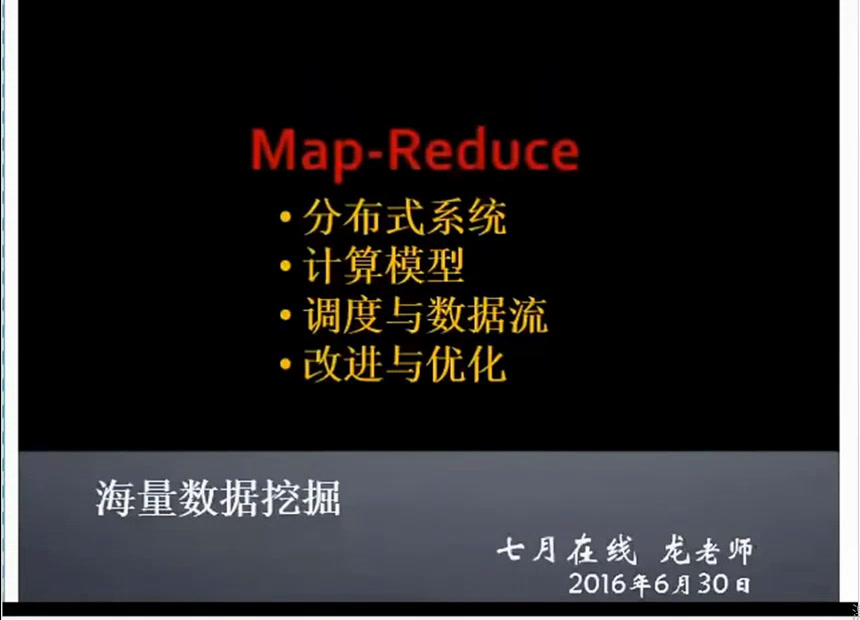 Map-Reduce
• 分布式系统
• 计算模型
• 调度与数据流
• 改进与优化
海量数据挖掘
七月在线 龙老师
2016年6月30日